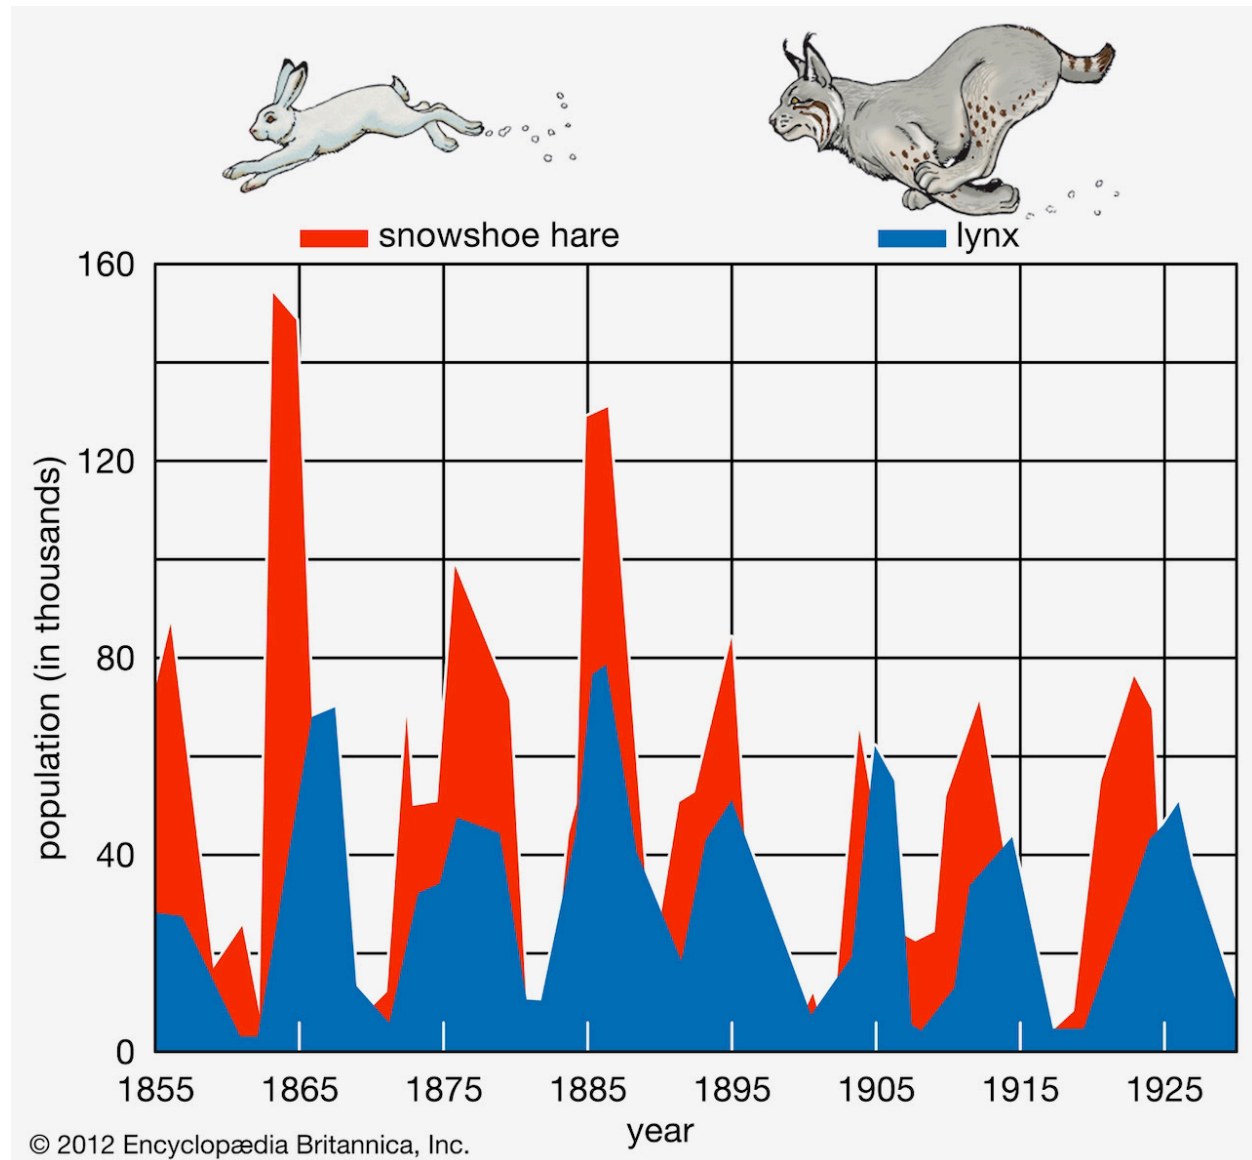 snowshoe hare
lynx
160
120
80
40
0
population (in thousands)
1855 1865 1875 1885 1895 1905 1915 1925
year
© 2012 Encyclopædia Britannica, Inc.